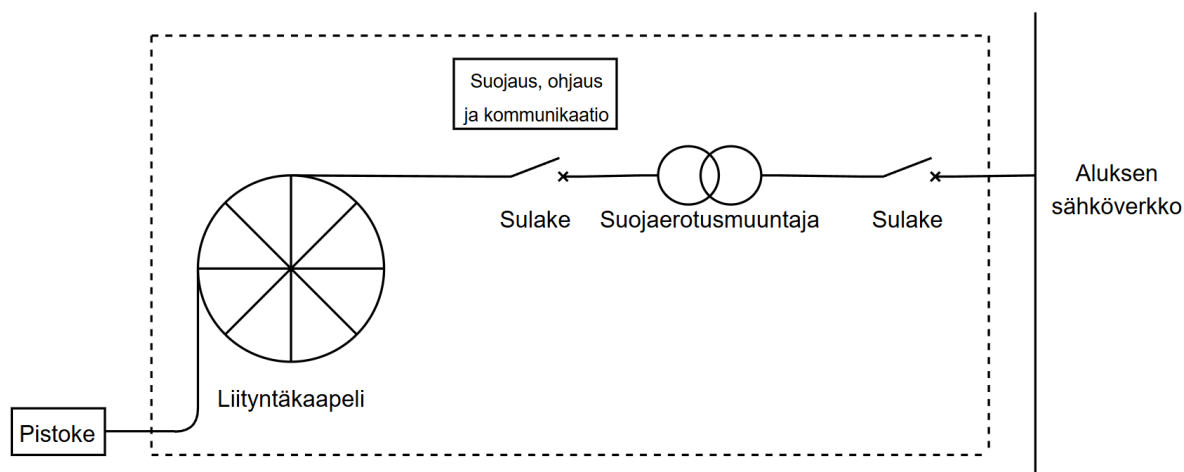 Suojaus, ohjaus
ja kommunikaatio
Sulake
Suojaerotusmuuntaja
Sulake
Aluksen
sähköverkko
Liityntäkaapeli
Pistoke